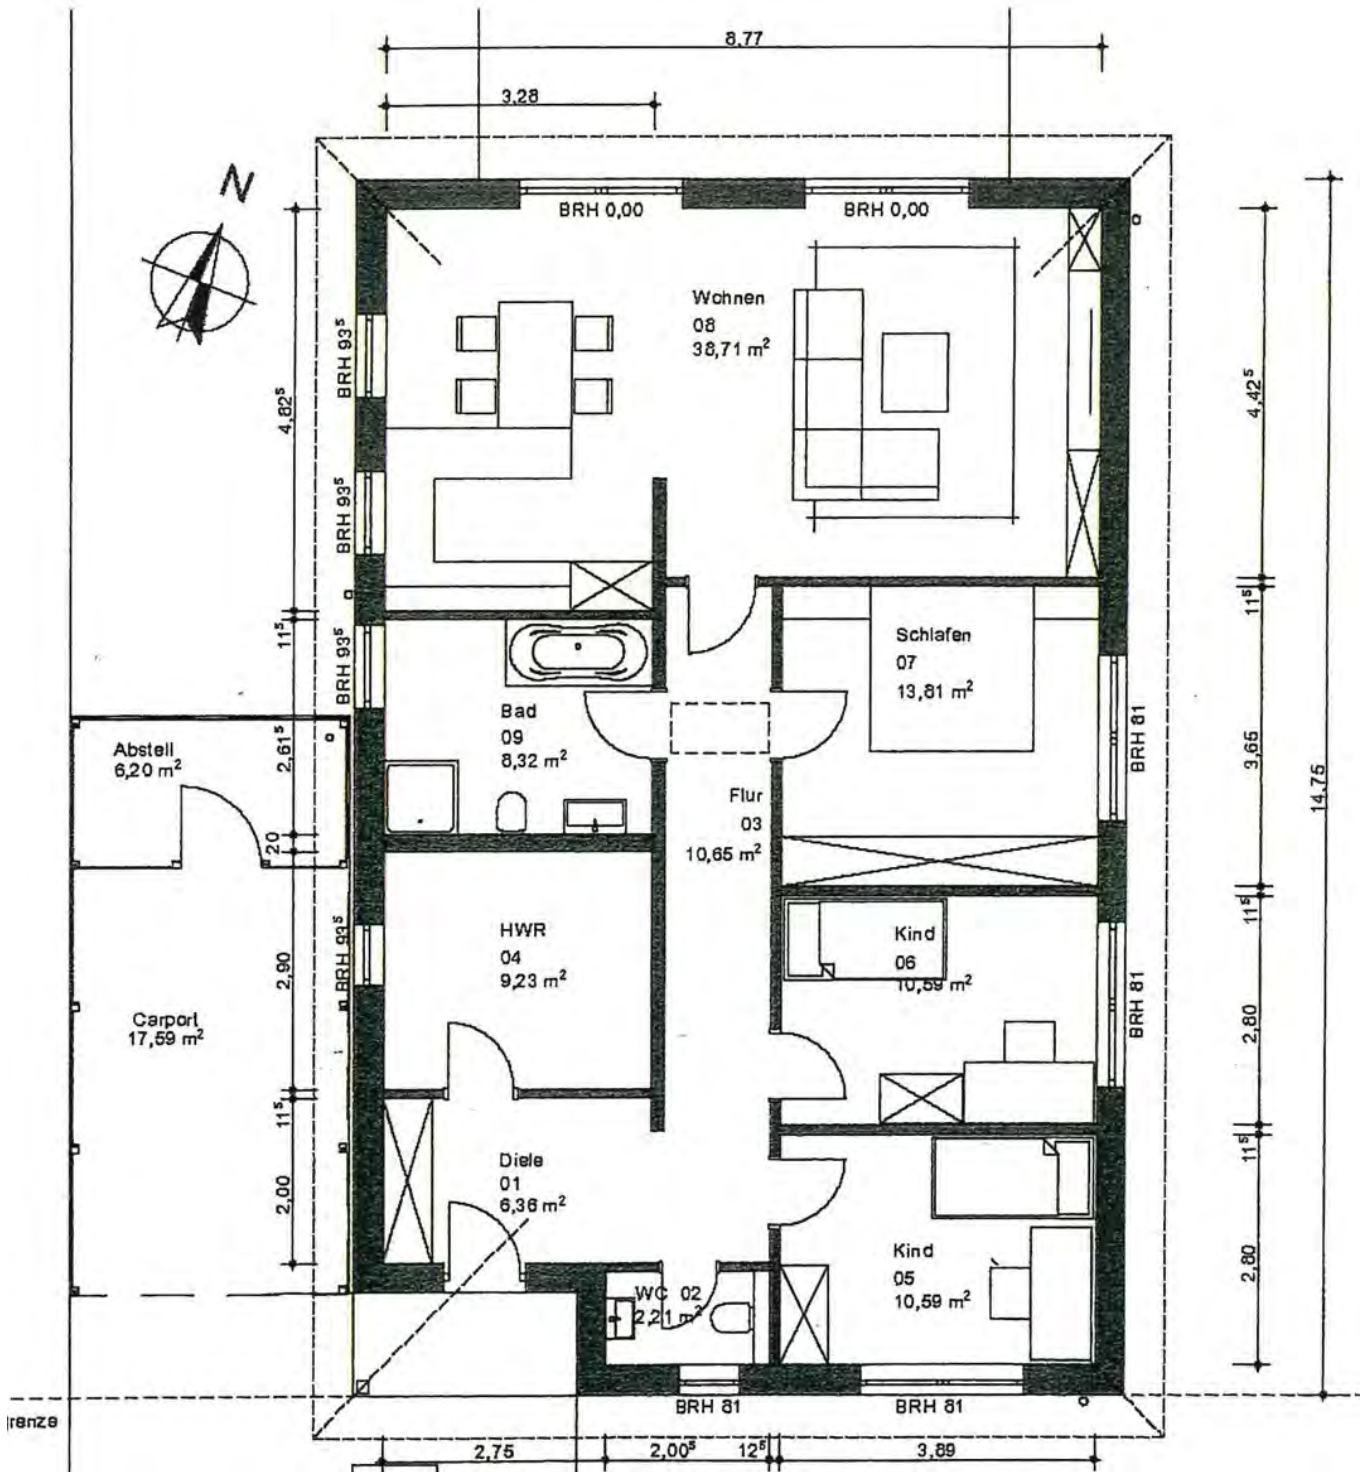 8,77
3,28
N
BRH 0,00
BRH 0,00
Wohnen
08
38,71 m²
BRH 93⁵
4,82⁵
4,42⁵
BRH 93⁵
11⁵
11⁵
BRH 93⁵
Schlafen
07
13,81 m²
Bad
09
8,32 m²
Abstell
6,20 m²
2,61⁵
BRH 81
3,65
14,75
Flur
03
10,65 m²
20
11⁵
HWR
04
9,23 m²
BRH 93⁵
2,90
Kind
06
10,59 m²
BRH 81
2,80
Carport
17,59 m²
11⁵
11⁵
Diele
01
6,36 m²
2,00
Kind
05
10,59 m²
2,80
WC 02
2,21 m²
BRH 81
BRH 81
renze
2,75
2,00⁵
12⁵
3,89